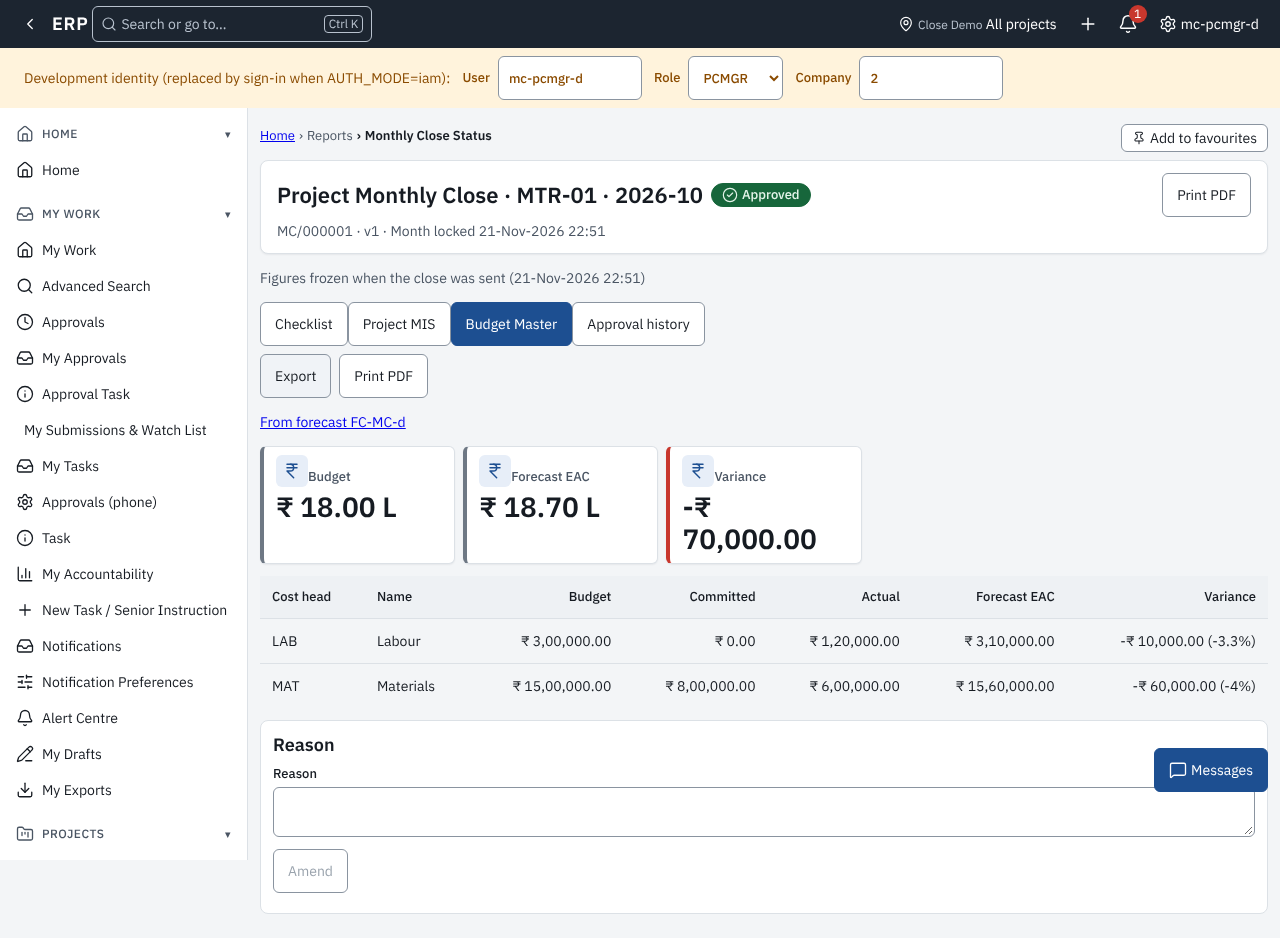 ERP Search or go to... Ctrl K Close Demo All projects 1 mc-pcmgr-d
Development identity (replaced by sign-in when AUTH_MODE=iam): User mc-pcmgr-d Role PCMGR Company 2
HOME
Home
MY WORK
My Work
Advanced Search
Approvals
My Approvals
Approval Task
My Submissions & Watch List
My Tasks
Approvals (phone)
Task
My Accountability
New Task / Senior Instruction
Notifications
Notification Preferences
Alert Centre
My Drafts
My Exports
PROJECTS
Home › Reports › Monthly Close Status Add to favourites
Project Monthly Close · MTR-01 · 2026-10 Approved Print PDF
MC/000001 · v1 · Month locked 21-Nov-2026 22:51
Figures frozen when the close was sent (21-Nov-2026 22:51)
Checklist Project MIS Budget Master Approval history
Export Print PDF
From forecast FC-MC-d
₹ Budget ₹ Forecast EAC ₹ Variance
₹ 18.00 L ₹ 18.70 L -₹
70,000.00
Cost head Name Budget Committed Actual Forecast EAC Variance
LAB Labour ₹ 3,00,000.00 ₹ 0.00 ₹ 1,20,000.00 ₹ 3,10,000.00 -₹ 10,000.00 (-3.3%)
MAT Materials ₹ 15,00,000.00 ₹ 8,00,000.00 ₹ 6,00,000.00 ₹ 15,60,000.00 -₹ 60,000.00 (-4%)
Reason
Reason
Messages
Amend